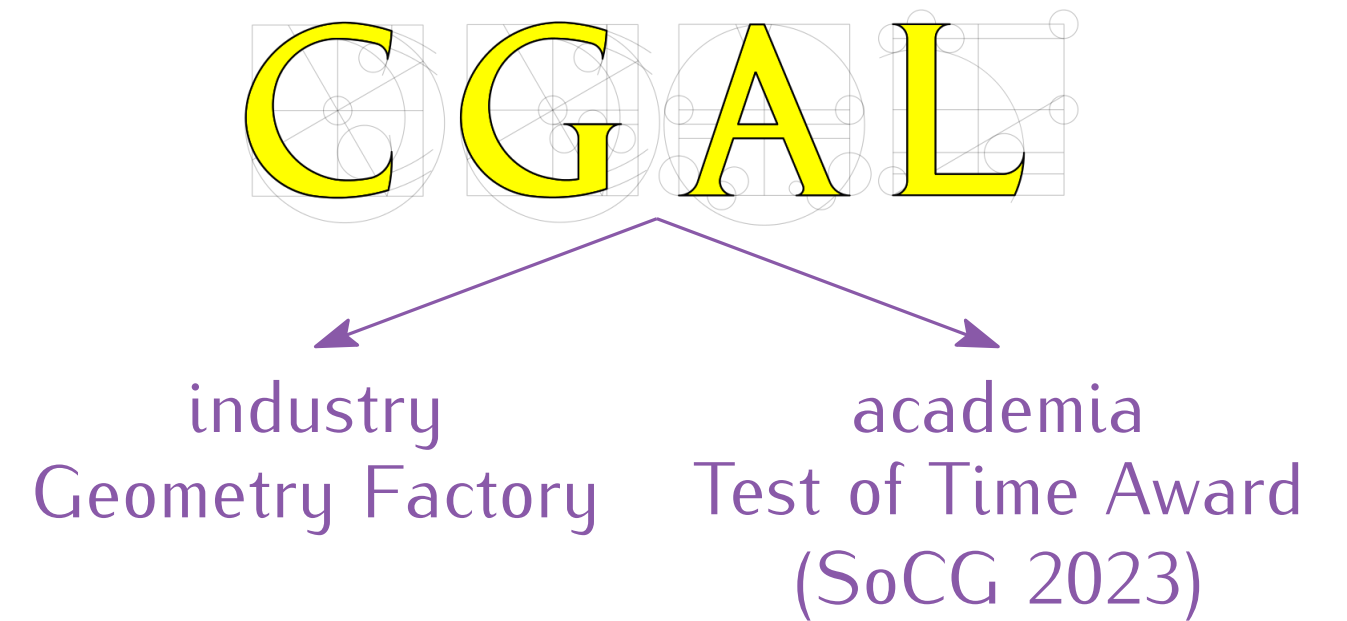 CGAL
industry
Geometry Factory
academia
Test of Time Award
(SoCG 2023)